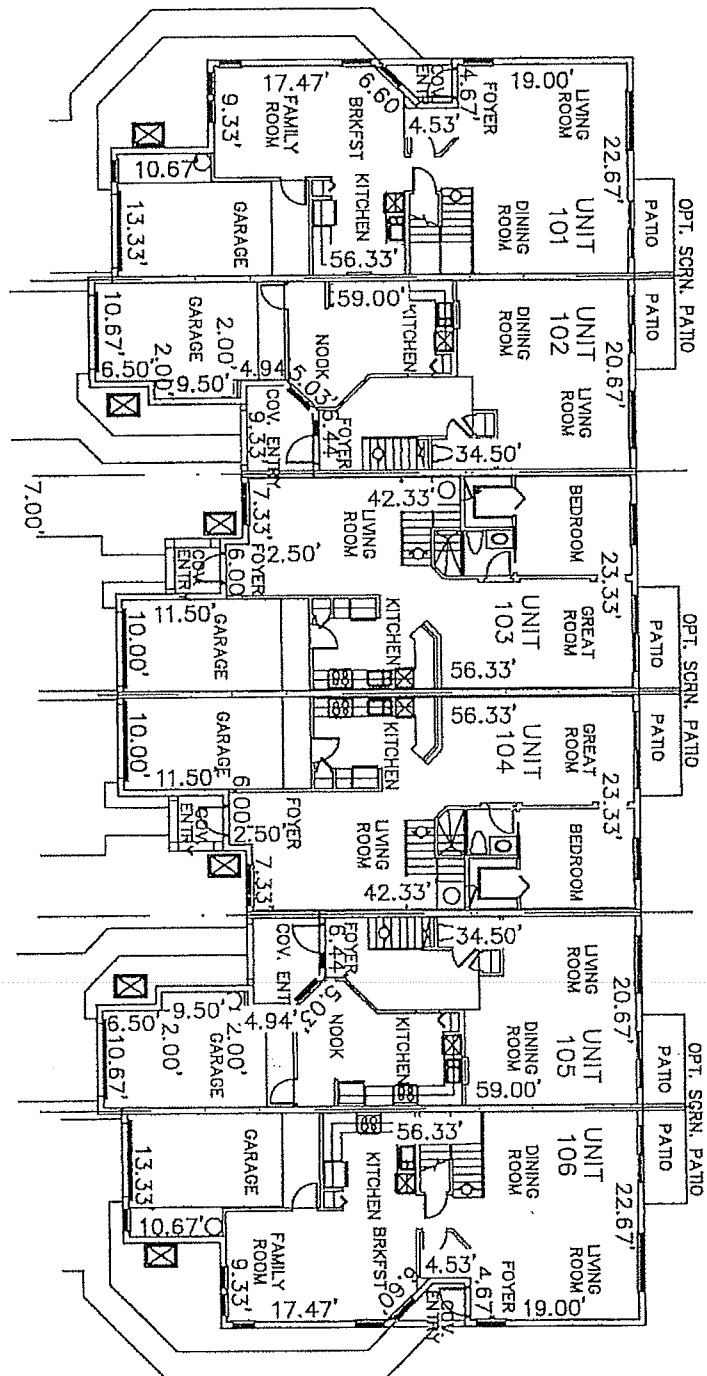 OPT. SCRN. PATIO
PATIO
PATIO
UNIT
101
22.67'
LIVING
ROOM
19.00'
DINING
ROOM
FOYER
4.67'
COV.
ENTRY
4.53'
6.60
BRKFST
KITCHEN
56.33'
17.47'
FAMILY
ROOM
9.33'
10.67'
GARAGE
13.33'
UNIT
102
20.67'
DINING
ROOM
LIVING
ROOM
34.50'
59.00'
KITCHEN
NOOK
5.03'
FOYER
6.44
COV. ENTRY
9.33'
4.94
GARAGE
2.00'
2.00'
9.50'
6.50'
10.67'
OPT. SCRN. PATIO
PATIO
PATIO
UNIT
103
23.33'
BEDROOM
GREAT
ROOM
42.33'
LIVING
ROOM
KITCHEN
56.33'
7.33'
2.50'
FOYER
6.00
COV.
ENTRY
11.50'
GARAGE
10.00'
7.00'
UNIT
104
23.33'
GREAT
ROOM
BEDROOM
56.33'
KITCHEN
LIVING
ROOM
42.33'
FOYER
6.00
2.50'
7.33'
COV.
ENTRY
GARAGE
11.50'
10.00'
OPT. SCRN. PATIO
PATIO
PATIO
UNIT
105
20.67'
LIVING
ROOM
DINING
ROOM
34.50'
59.00'
KITCHEN
NOOK
5.03'
FOYER
6.44
COV. ENT
4.94'
GARAGE
2.00'
2.00'
9.50'
6.50'
10.67'
UNIT
106
22.67'
DINING
ROOM
LIVING
ROOM
19.00'
FOYER
4.67
COV.
ENTRY
4.53'
6.60'
56.33'
KITCHEN
BRKFST
17.47'
FAMILY
ROOM
9.33'
10.67'
GARAGE
13.33'